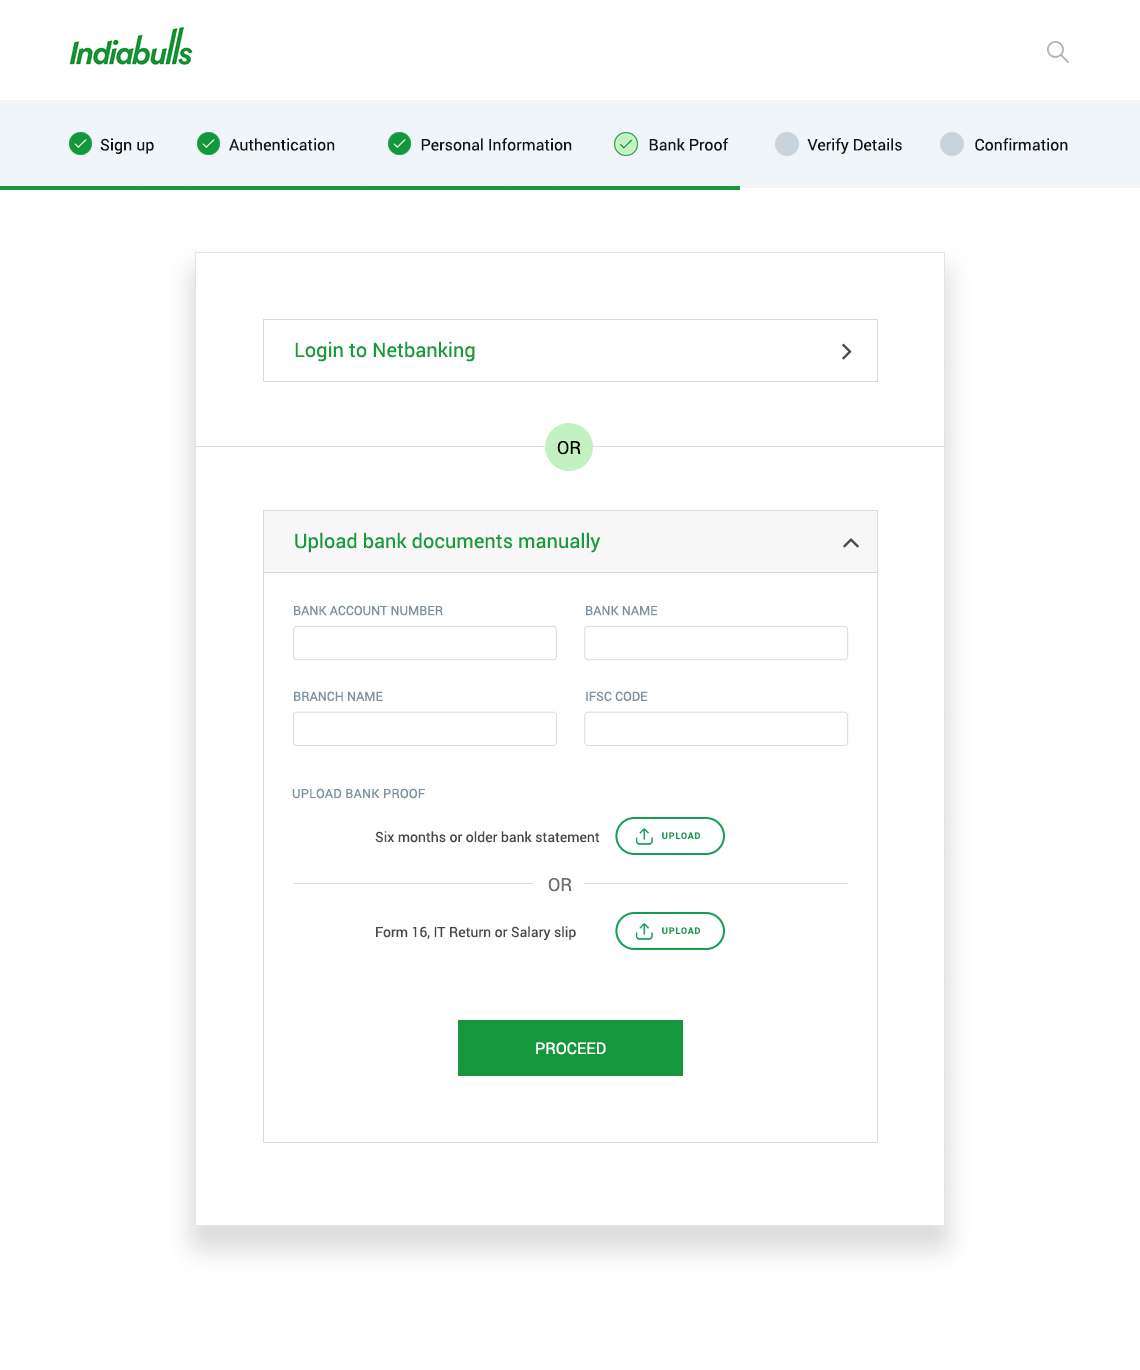 Indiabulls
Sign up Authentication Personal Information Bank Proof Verify Details Confirmation
Login to Netbanking
OR
Upload bank documents manually
BANK ACCOUNT NUMBER BANK NAME
BRANCH NAME IFSC CODE
UPLOAD BANK PROOF
Six months or older bank statement UPLOAD
OR
Form 16, IT Return or Salary slip UPLOAD
PROCEED